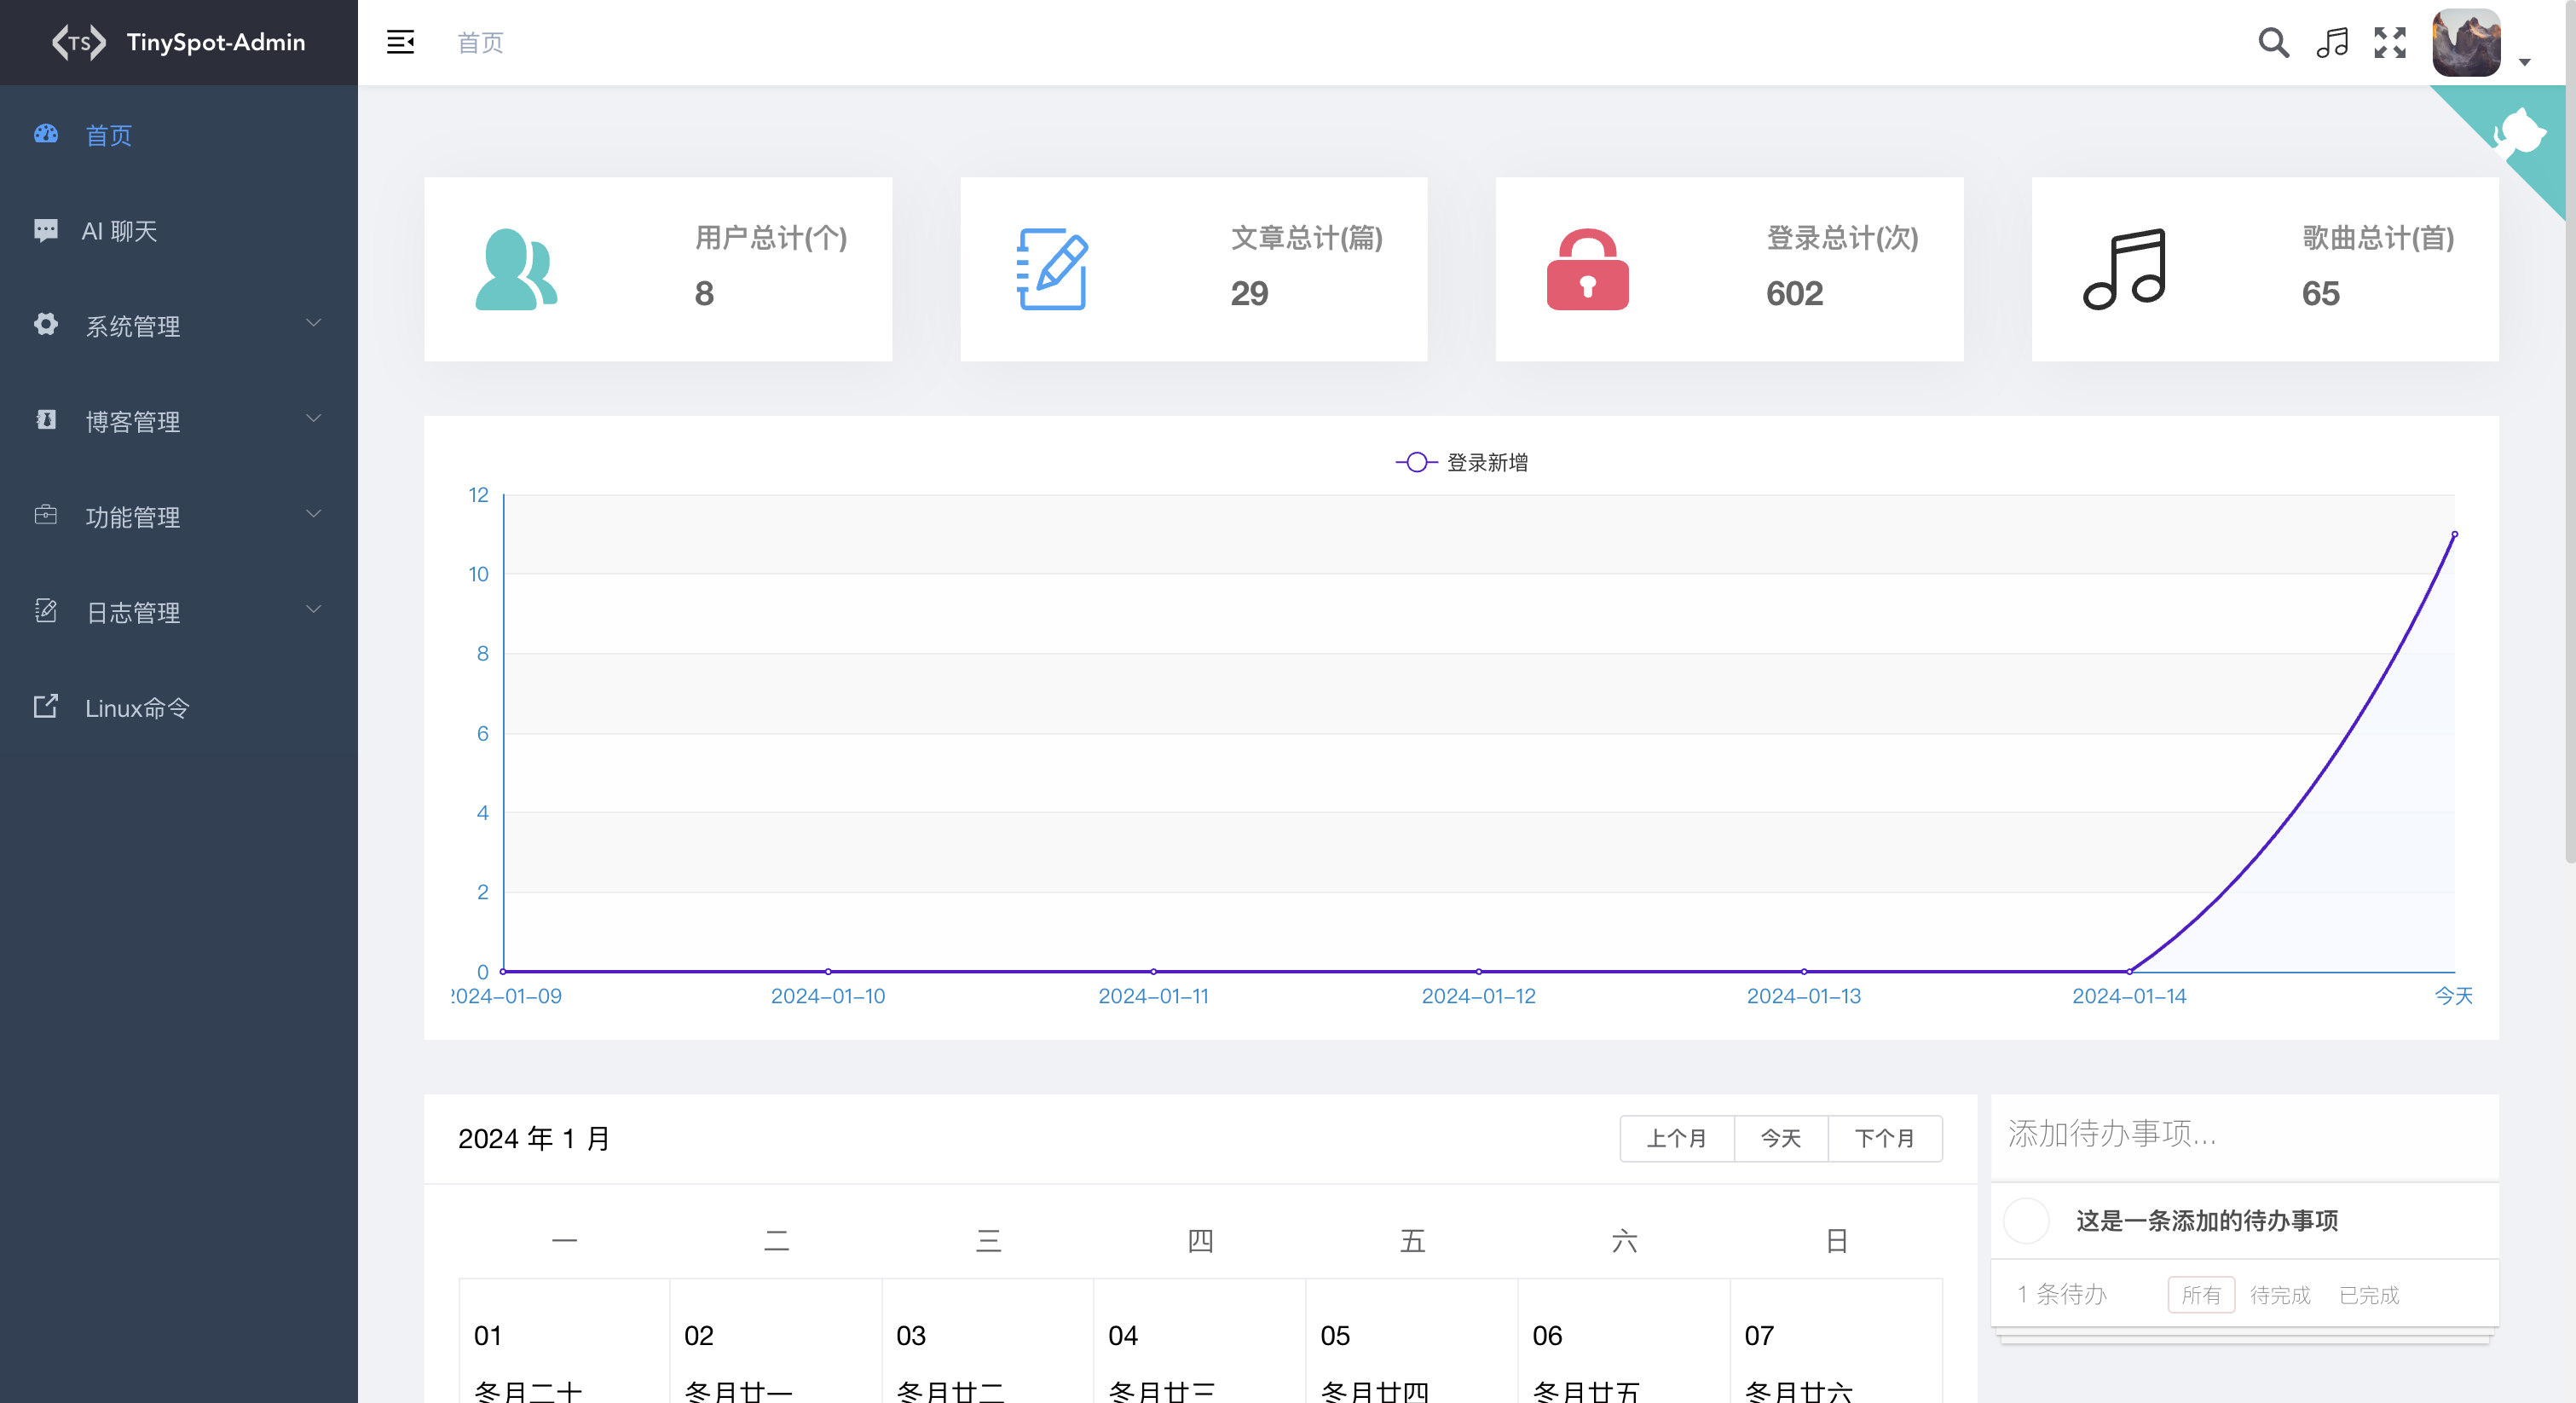 TS TinySpot-Admin
首页
首页
AI 聊天
系统管理
博客管理
功能管理
日志管理
Linux命令
用户总计(个)
8
文章总计(篇)
29
登录总计(次)
602
歌曲总计(首)
65
登录新增
12
10
8
6
4
2
0
2024-01-09 2024-01-10 2024-01-11 2024-01-12 2024-01-13 2024-01-14 今天
2024 年 1 月
上个月 今天 下个月
一 二 三 四 五 六 日
01 02 03 04 05 06 07
冬月二十 冬月廿一 冬月廿二 冬月廿三 冬月廿四 冬月廿五 冬月廿六
添加待办事项...
这是一条添加的待办事项
1 条待办 所有 待完成 已完成